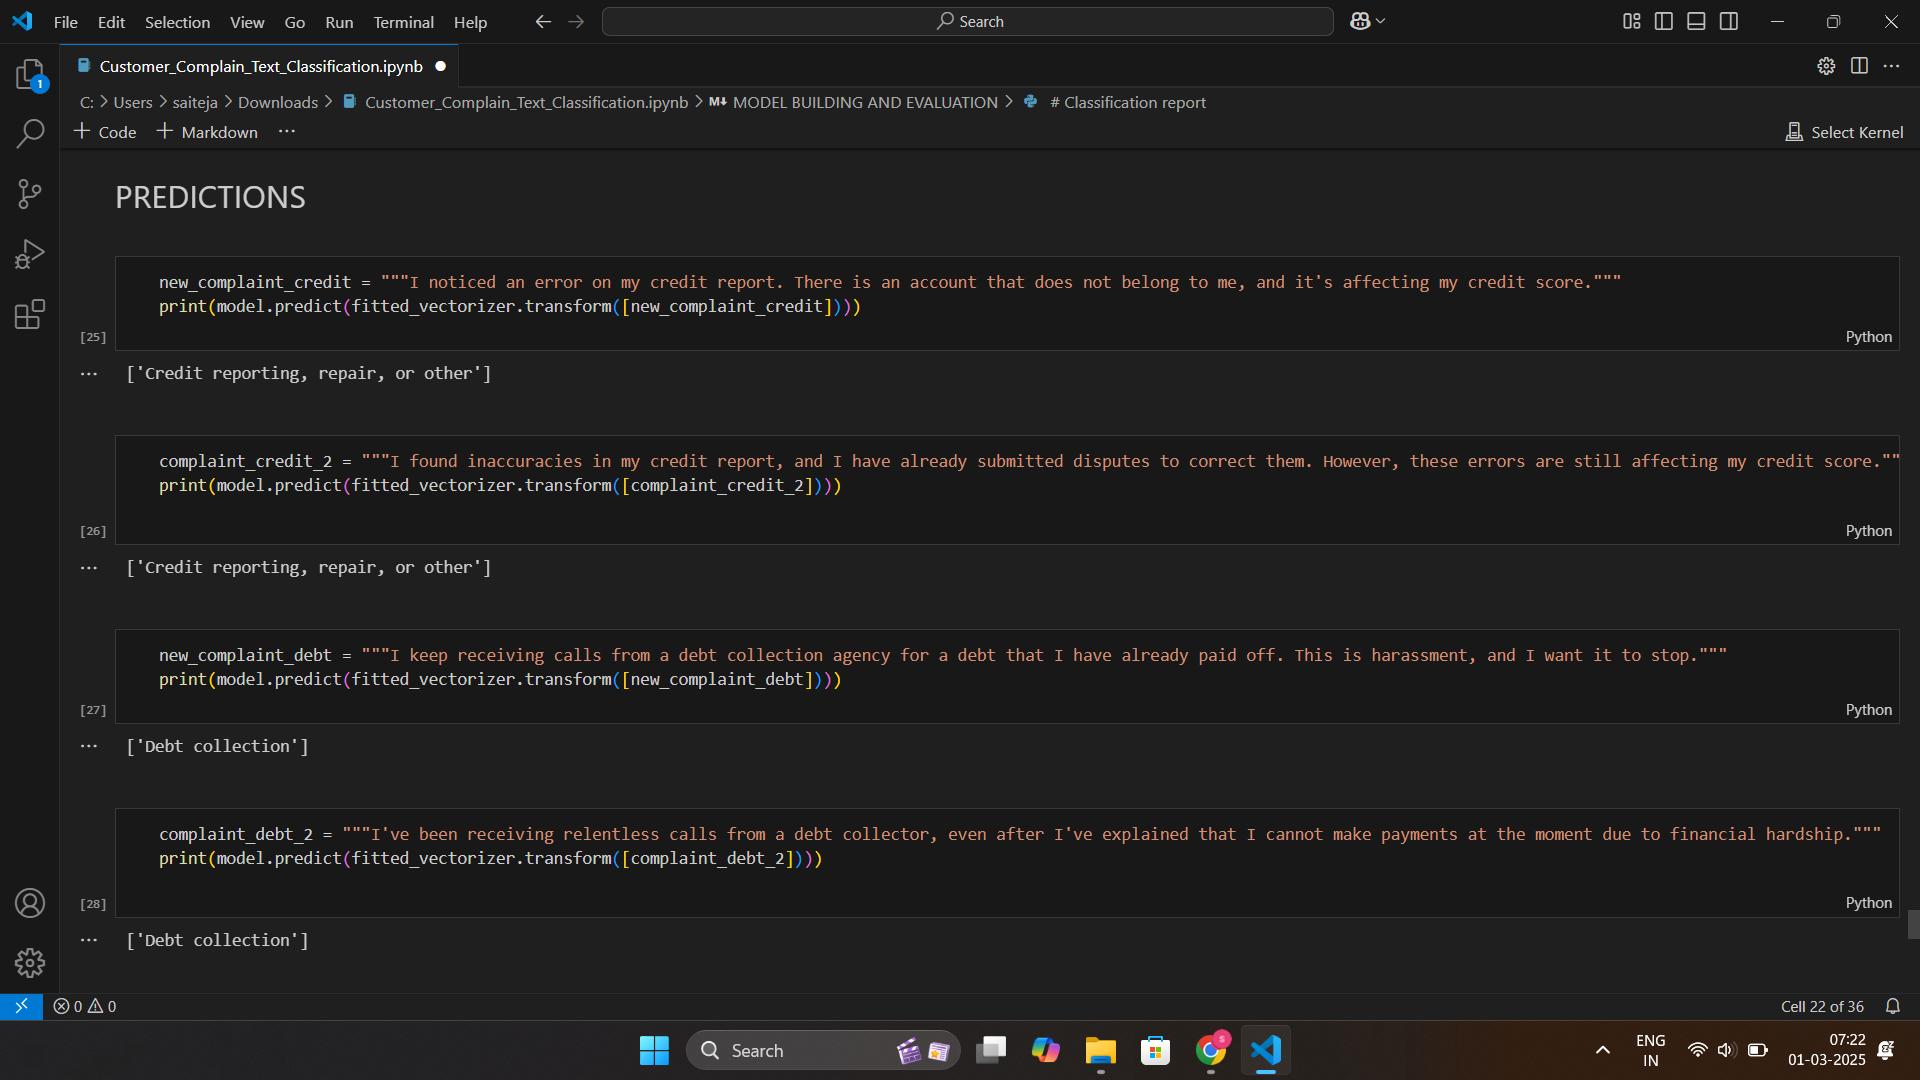 File Edit Selection View Go Run Terminal Help
Search
1
Customer_Complain_Text_Classification.ipynb
C: Users saiteja Downloads Customer_Complain_Text_Classification.ipynb M↓ MODEL BUILDING AND EVALUATION # Classification report
Code Markdown ...
Select Kernel
PREDICTIONS
new_complaint_credit = """I noticed an error on my credit report. There is an account that does not belong to me, and it's affecting my credit score."""
print(model.predict(fitted_vectorizer.transform([new_complaint_credit])))
[25]
Python
... ['Credit reporting, repair, or other']
complaint_credit_2 = """I found inaccuracies in my credit report, and I have already submitted disputes to correct them. However, these errors are still affecting my credit score.""
print(model.predict(fitted_vectorizer.transform([complaint_credit_2])))
[26]
Python
... ['Credit reporting, repair, or other']
new_complaint_debt = """I keep receiving calls from a debt collection agency for a debt that I have already paid off. This is harassment, and I want it to stop."""
print(model.predict(fitted_vectorizer.transform([new_complaint_debt])))
[27]
Python
... ['Debt collection']
complaint_debt_2 = """I've been receiving relentless calls from a debt collector, even after I've explained that I cannot make payments at the moment due to financial hardship."""
print(model.predict(fitted_vectorizer.transform([complaint_debt_2])))
[28]
Python
... ['Debt collection']
0 0
Cell 22 of 36
Search
ENG
IN
07:22
01-03-2025